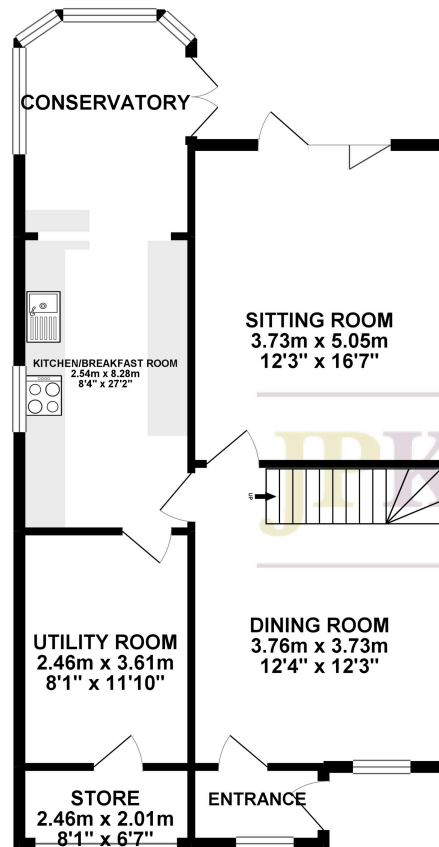 CONSERVATORY
SITTING ROOM
3.73m x 5.05m
12'3" x 16'7"
KITCHEN/BREAKFAST ROOM
2.54m x 8.28m
8'4" x 27'2"
JPK
UP
DINING ROOM
3.76m x 3.73m
12'4" x 12'3"
UTILITY ROOM
2.46m x 3.61m
8'1" x 11'10"
STORE
2.46m x 2.01m
8'1" x 6'7"
ENTRANCE